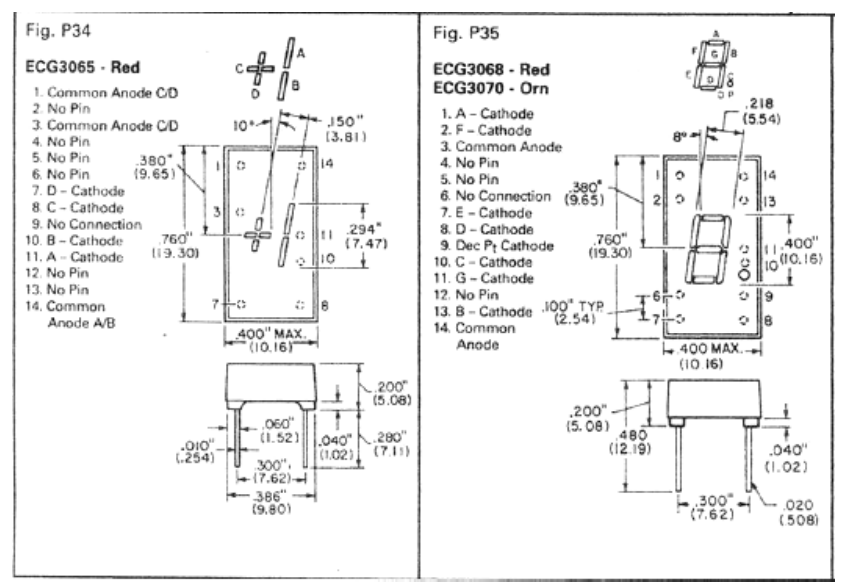 Fig. P34
ECG3065 - Red
1. Common Anode C/D
2. No Pin
3. Common Anode C/D
4. No Pin
5. No Pin
6. No Pin
7. D – Cathode
8. C – Cathode
9. No Connection
10. B – Cathode
11. A – Cathode
12. No Pin
13. No Pin
14. Common
Anode A/B
A
C
B
D
10°
.150"
(3.81)
.380"
(9.65)
1
14
3
.294"
(7.47)
11
.760"
(19.30)
10
7
8
.400" MAX.
(10.16)
.200"
(5.08)
.060"
(1.52)
.040"
(1.02)
.280"
(7.11)
.010"
(.254)
.300"
(7.62)
.386"
(9.80)
Fig. P35
ECG3068 - Red
ECG3070 - Orn
1. A – Cathode
2. F – Cathode
3. Common Anode
4. No Pin
5. No Pin
6. No Connection
7. E – Cathode
8. D – Cathode
9. Dec Pt Cathode
10. C – Cathode
11. G – Cathode
12. No Pin
13. B – Cathode
14. Common
Anode
A
F
G
B
E
D
C
D P
.218
(5.54)
8°
1
14
.380"
(9.65)
2
13
.760"
(19.30)
11
.400"
(10.16)
10
.100" TYP.
(2.54)
6
9
7
8
.400 MAX.
(10.16)
.200"
(5.08)
.480
(12.19)
.040"
(1.02)
.300"
(7.62)
.020
(.508)